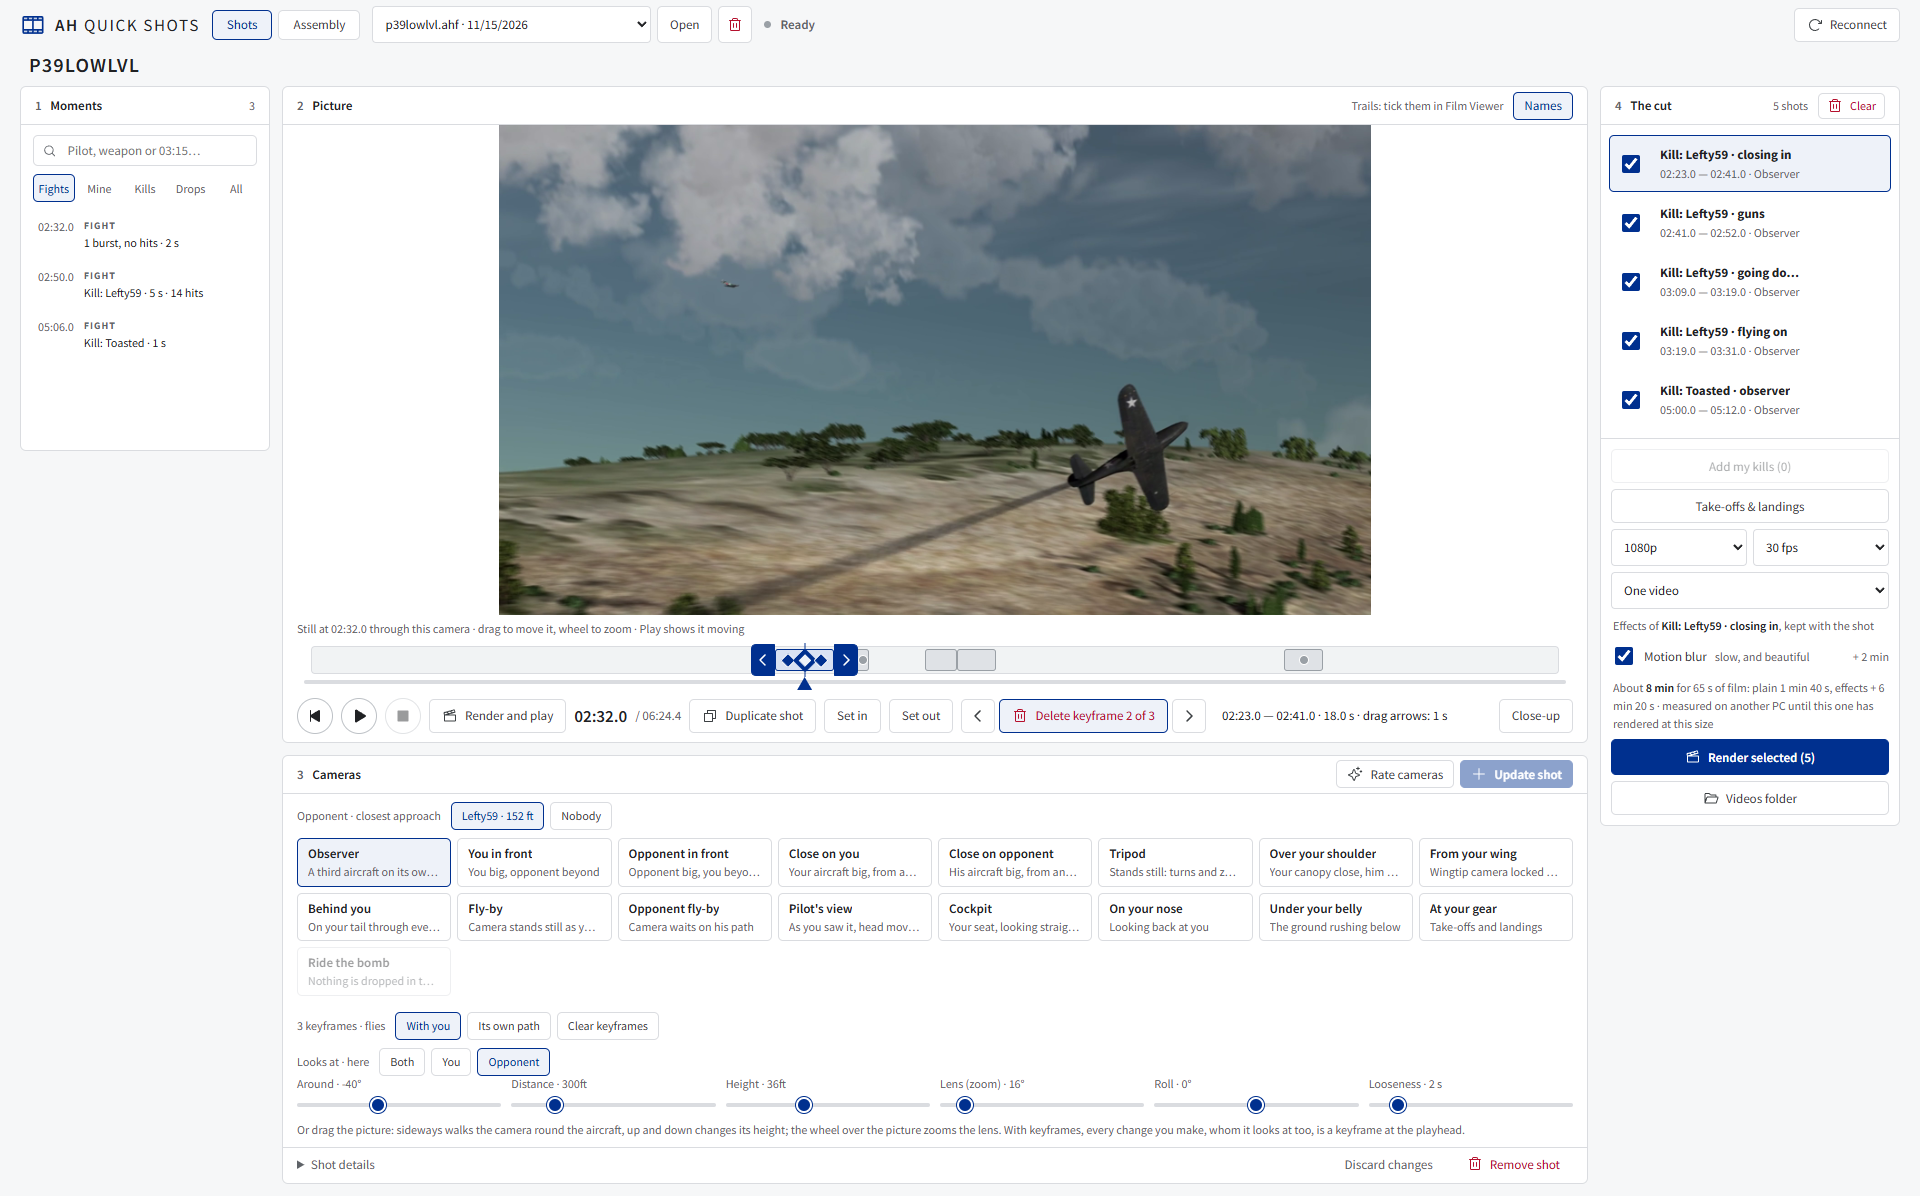 AH QUICK SHOTS
Shots
Assembly
p39lowlvl.ahf · 11/15/2026
Open
Ready
Reconnect
P39LOWLVL
1 Moments 3
Pilot, weapon or 03:15…
Fights Mine Kills Drops All
02:32.0 FIGHT
1 burst, no hits · 2 s
02:50.0 FIGHT
Kill: Lefty59 · 5 s · 14 hits
05:06.0 FIGHT
Kill: Toasted · 1 s
2 Picture
Trails: tick them in Film Viewer
Names
Still at 02:32.0 through this camera · drag to move it, wheel to zoom · Play shows it moving
Render and play
02:32.0 / 06:24.4
Duplicate shot
Set in
Set out
Delete keyframe 2 of 3
02:23.0 — 02:41.0 · 18.0 s · drag arrows: 1 s
Close-up
3 Cameras
Rate cameras
Update shot
Opponent · closest approach
Lefty59 · 152 ft
Nobody
Observer
A third aircraft on its ow…
You in front
You big, opponent beyond
Opponent in front
Opponent big, you beyo…
Close on you
Your aircraft big, from a…
Close on opponent
His aircraft big, from an…
Tripod
Stands still: turns and z…
Over your shoulder
Your canopy close, him …
From your wing
Wingtip camera locked …
Behind you
On your tail through eve…
Fly-by
Camera stands still as y…
Opponent fly-by
Camera waits on his path
Pilot's view
As you saw it, head mov…
Cockpit
Your seat, looking straig…
On your nose
Looking back at you
Under your belly
The ground rushing below
At your gear
Take-offs and landings
Ride the bomb
Nothing is dropped in t…
3 keyframes · flies
With you
Its own path
Clear keyframes
Looks at · here
Both
You
Opponent
Around · -40°
Distance · 300ft
Height · 36ft
Lens (zoom) · 16°
Roll · 0°
Looseness · 2 s
Or drag the picture: sideways walks the camera round the aircraft, up and down changes its height; the wheel over the picture zooms the lens. With keyframes, every change you make, whom it looks at too, is a keyframe at the playhead.
Shot details
Discard changes
Remove shot
4 The cut
5 shots
Clear
Kill: Lefty59 · closing in
02:23.0 — 02:41.0 · Observer
Kill: Lefty59 · guns
02:41.0 — 02:52.0 · Observer
Kill: Lefty59 · going do…
03:09.0 — 03:19.0 · Observer
Kill: Lefty59 · flying on
03:19.0 — 03:31.0 · Observer
Kill: Toasted · observer
05:00.0 — 05:12.0 · Observer
Add my kills (0)
Take-offs & landings
1080p
30 fps
One video
Effects of Kill: Lefty59 · closing in, kept with the shot
Motion blur slow, and beautiful + 2 min
About 8 min for 65 s of film: plain 1 min 40 s, effects + 6
min 20 s · measured on another PC until this one has
rendered at this size
Render selected (5)
Videos folder